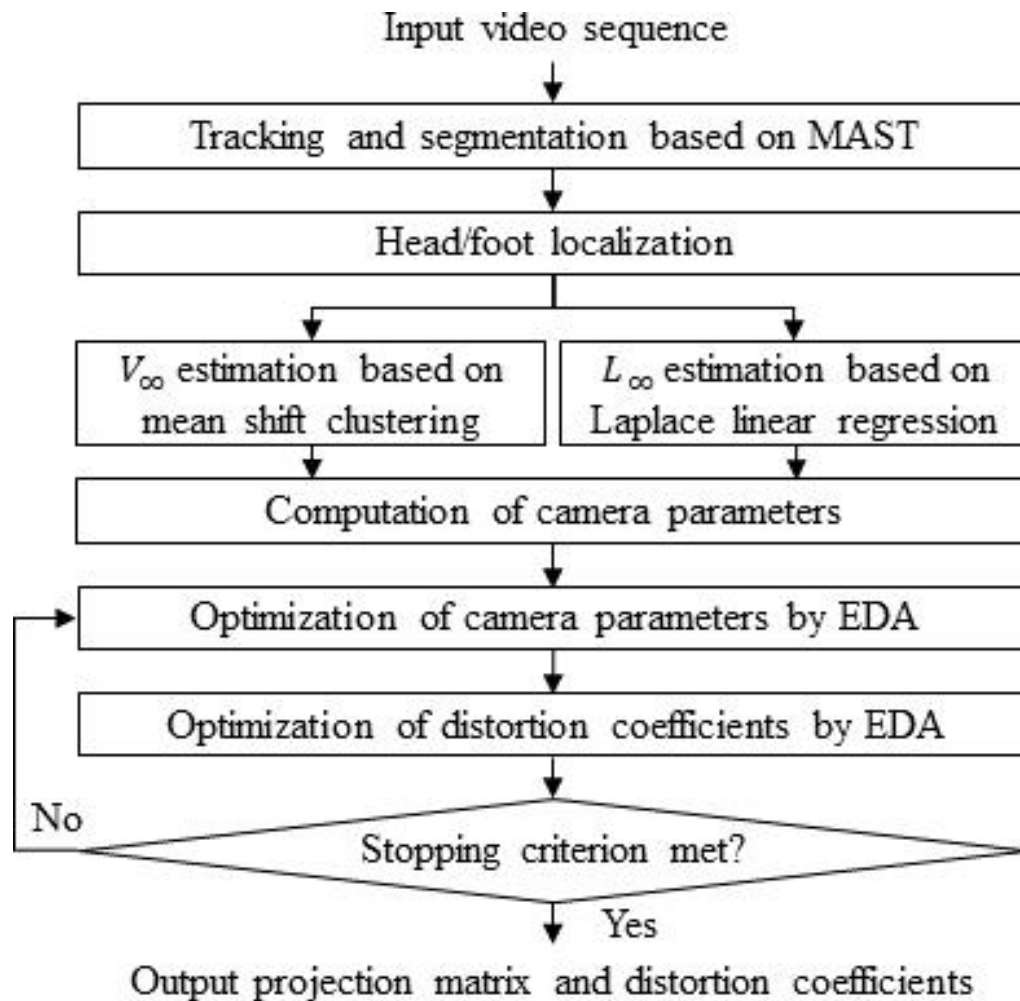 Input video sequence
Tracking and segmentation based on MAST
Head/foot localization
V∞ estimation based on
mean shift clustering
L∞ estimation based on
Laplace linear regression
Computation of camera parameters
Optimization of camera parameters by EDA
Optimization of distortion coefficients by EDA
No
Stopping criterion met?
Yes
Output projection matrix and distortion coefficients